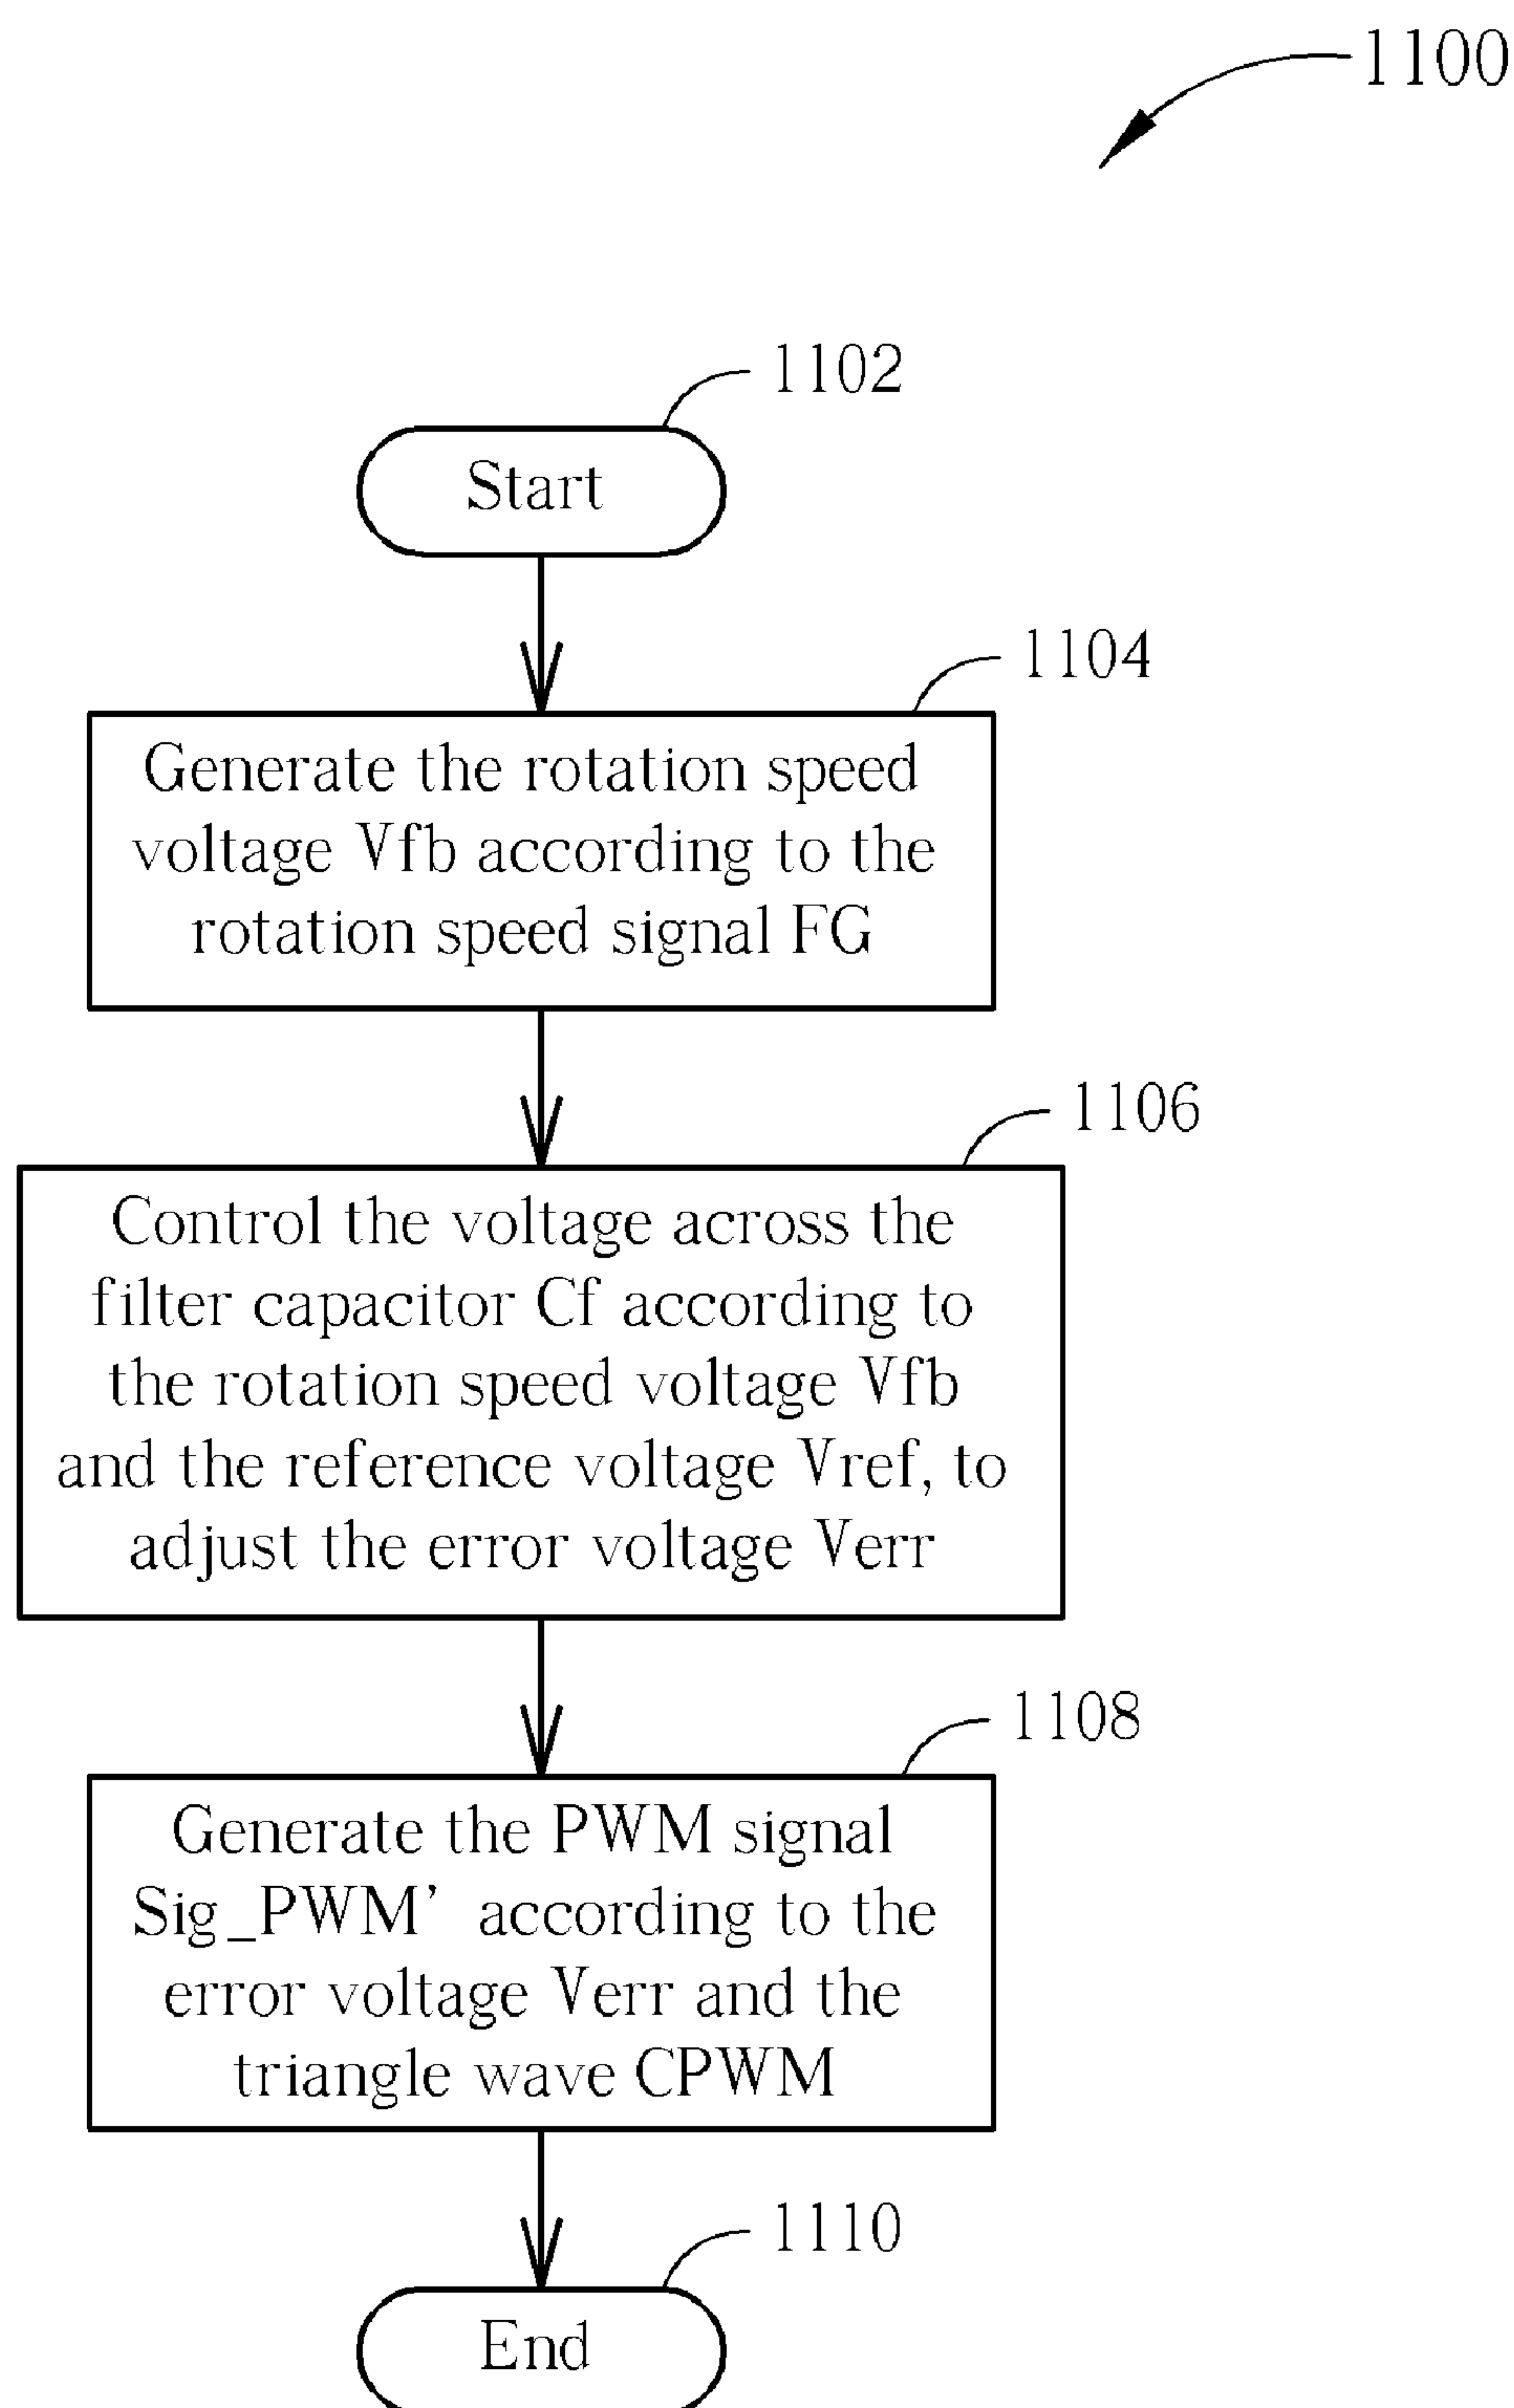 1100
1102
Start
1104
Generate the rotation speed
voltage Vfb according to the
rotation speed signal FG
1106
Control the voltage across the
filter capacitor Cf according to
the rotation speed voltage Vfb
and the reference voltage Vref, to
adjust the error voltage Verr
1108
Generate the PWM signal
Sig_PWM’ according to the
error voltage Verr and the
triangle wave CPWM
1110
End